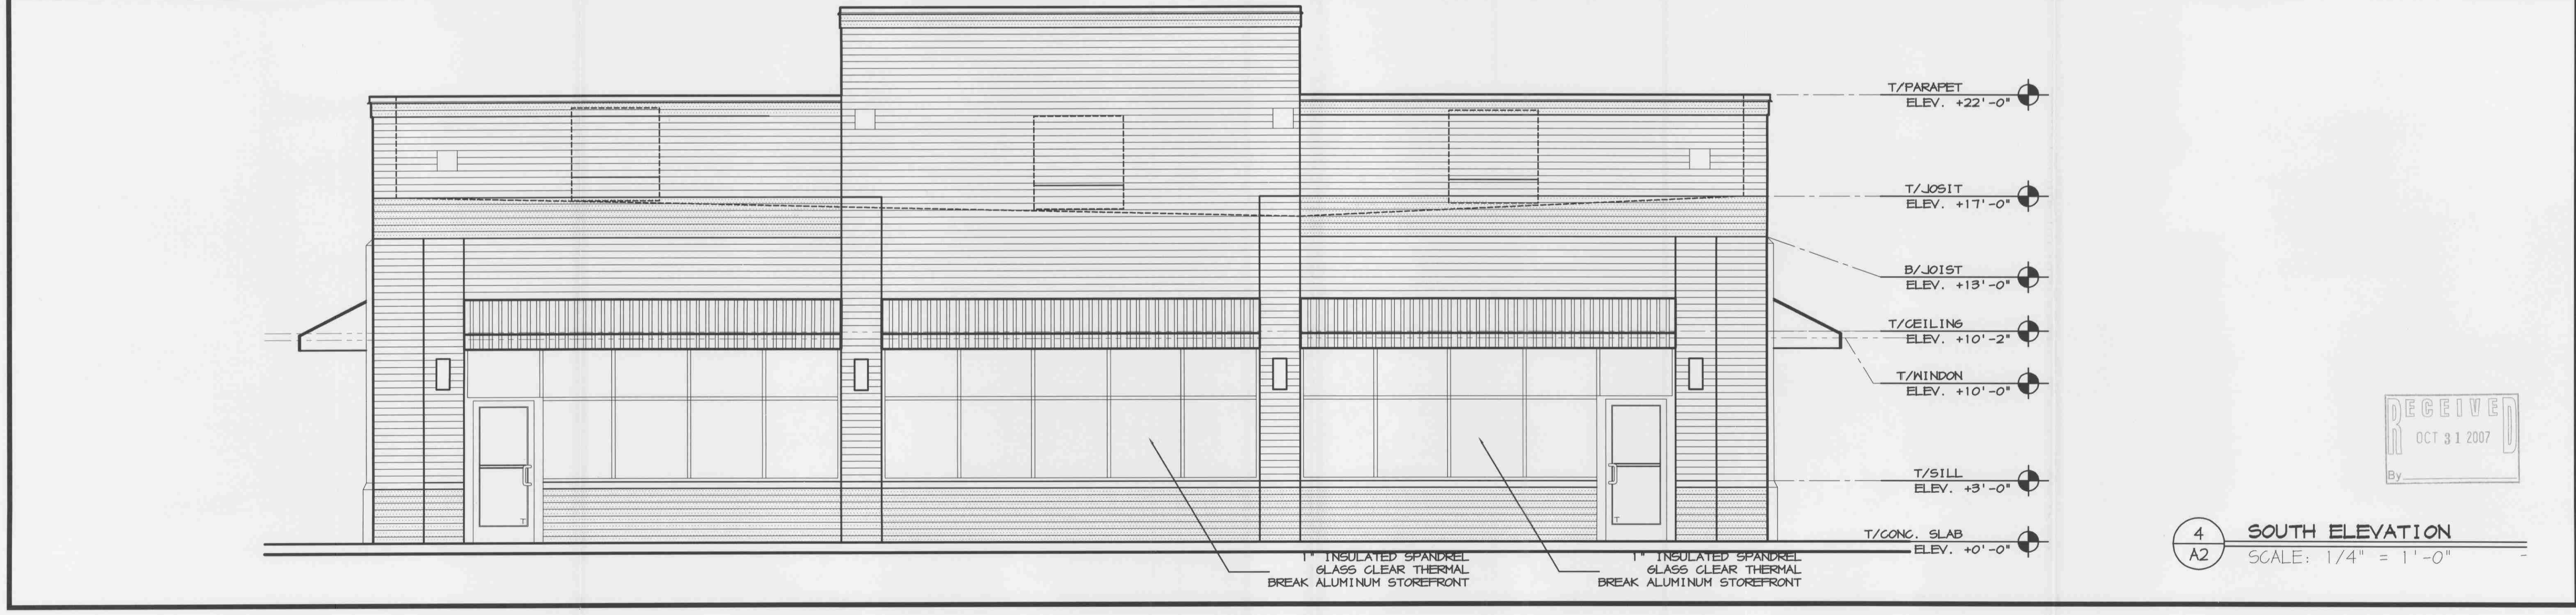 T/PARAPET
ELEV. +22'-0"
T/JOSIT
ELEV. +17'-0"
B/JOIST
ELEV. +13'-0"
T/CEILING
ELEV. +10'-2"
T/WINDOW
ELEV. +10'-0"
T/SILL
ELEV. +3'-0"
T/CONC. SLAB
ELEV. +0'-0"
T
T
1" INSULATED SPANDREL
GLASS CLEAR THERMAL
BREAK ALUMINUM STOREFRONT
1" INSULATED SPANDREL
GLASS CLEAR THERMAL
BREAK ALUMINUM STOREFRONT
RECEIVED
OCT 31 2007
By
4
A2
SOUTH ELEVATION
SCALE: 1/4" = 1'-0"